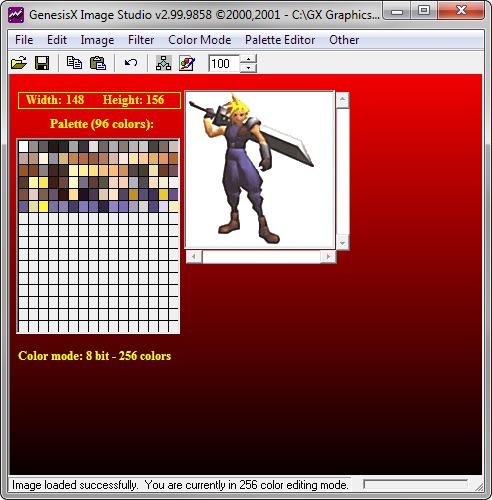 GenesisX Image Studio v2.99.9858 ©2000,2001 - C:\GX Graphics...
File Edit Image Filter Color Mode Palette Editor Other
100
Width: 148 Height: 156
Palette (96 colors):
Color mode: 8 bit - 256 colors
Image loaded successfully. You are currently in 256 color editing mode.